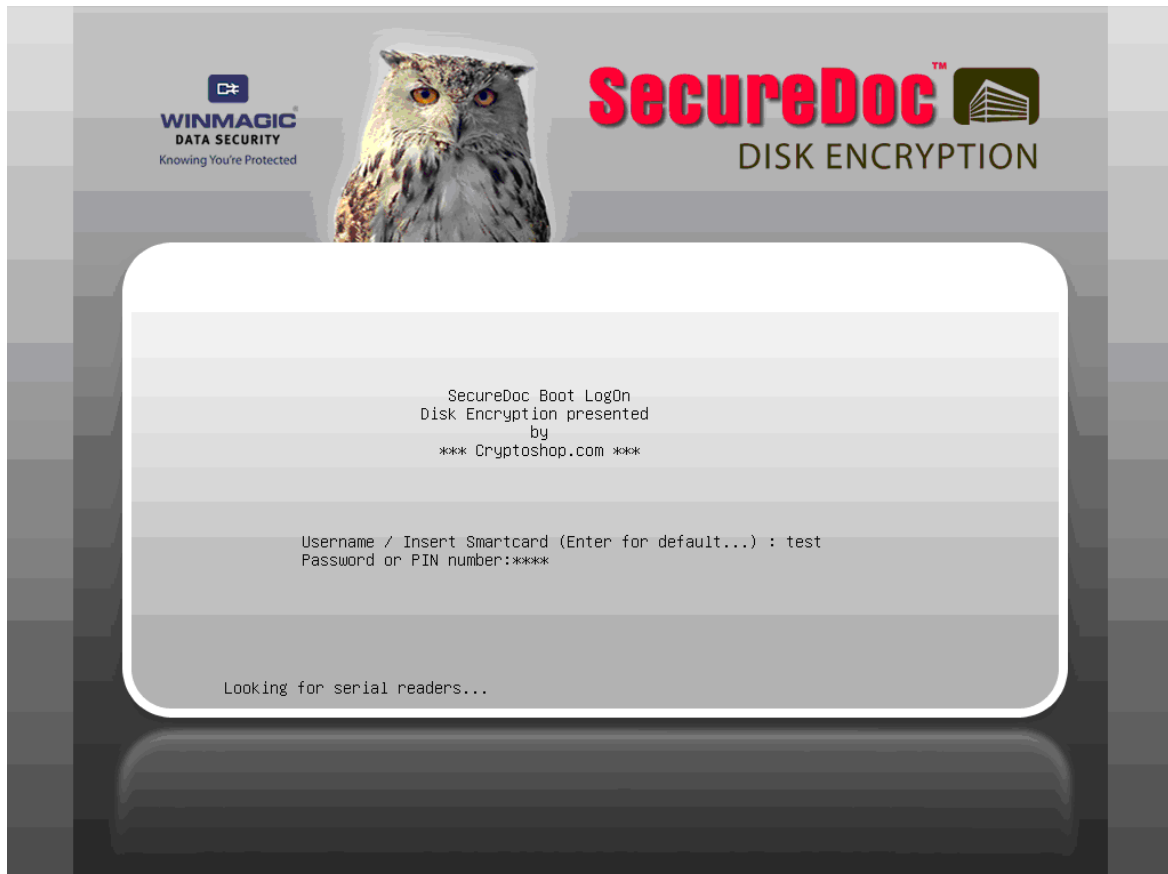 WINMAGIC®
DATA SECURITY
Knowing You're Protected
SecureDoc™
DISK ENCRYPTION
SecureDoc Boot LogOn
Disk Encryption presented
by
*** Cryptoshop.com ***
Username / Insert Smartcard (Enter for default...) : test
Password or PIN number:****
Looking for serial readers...